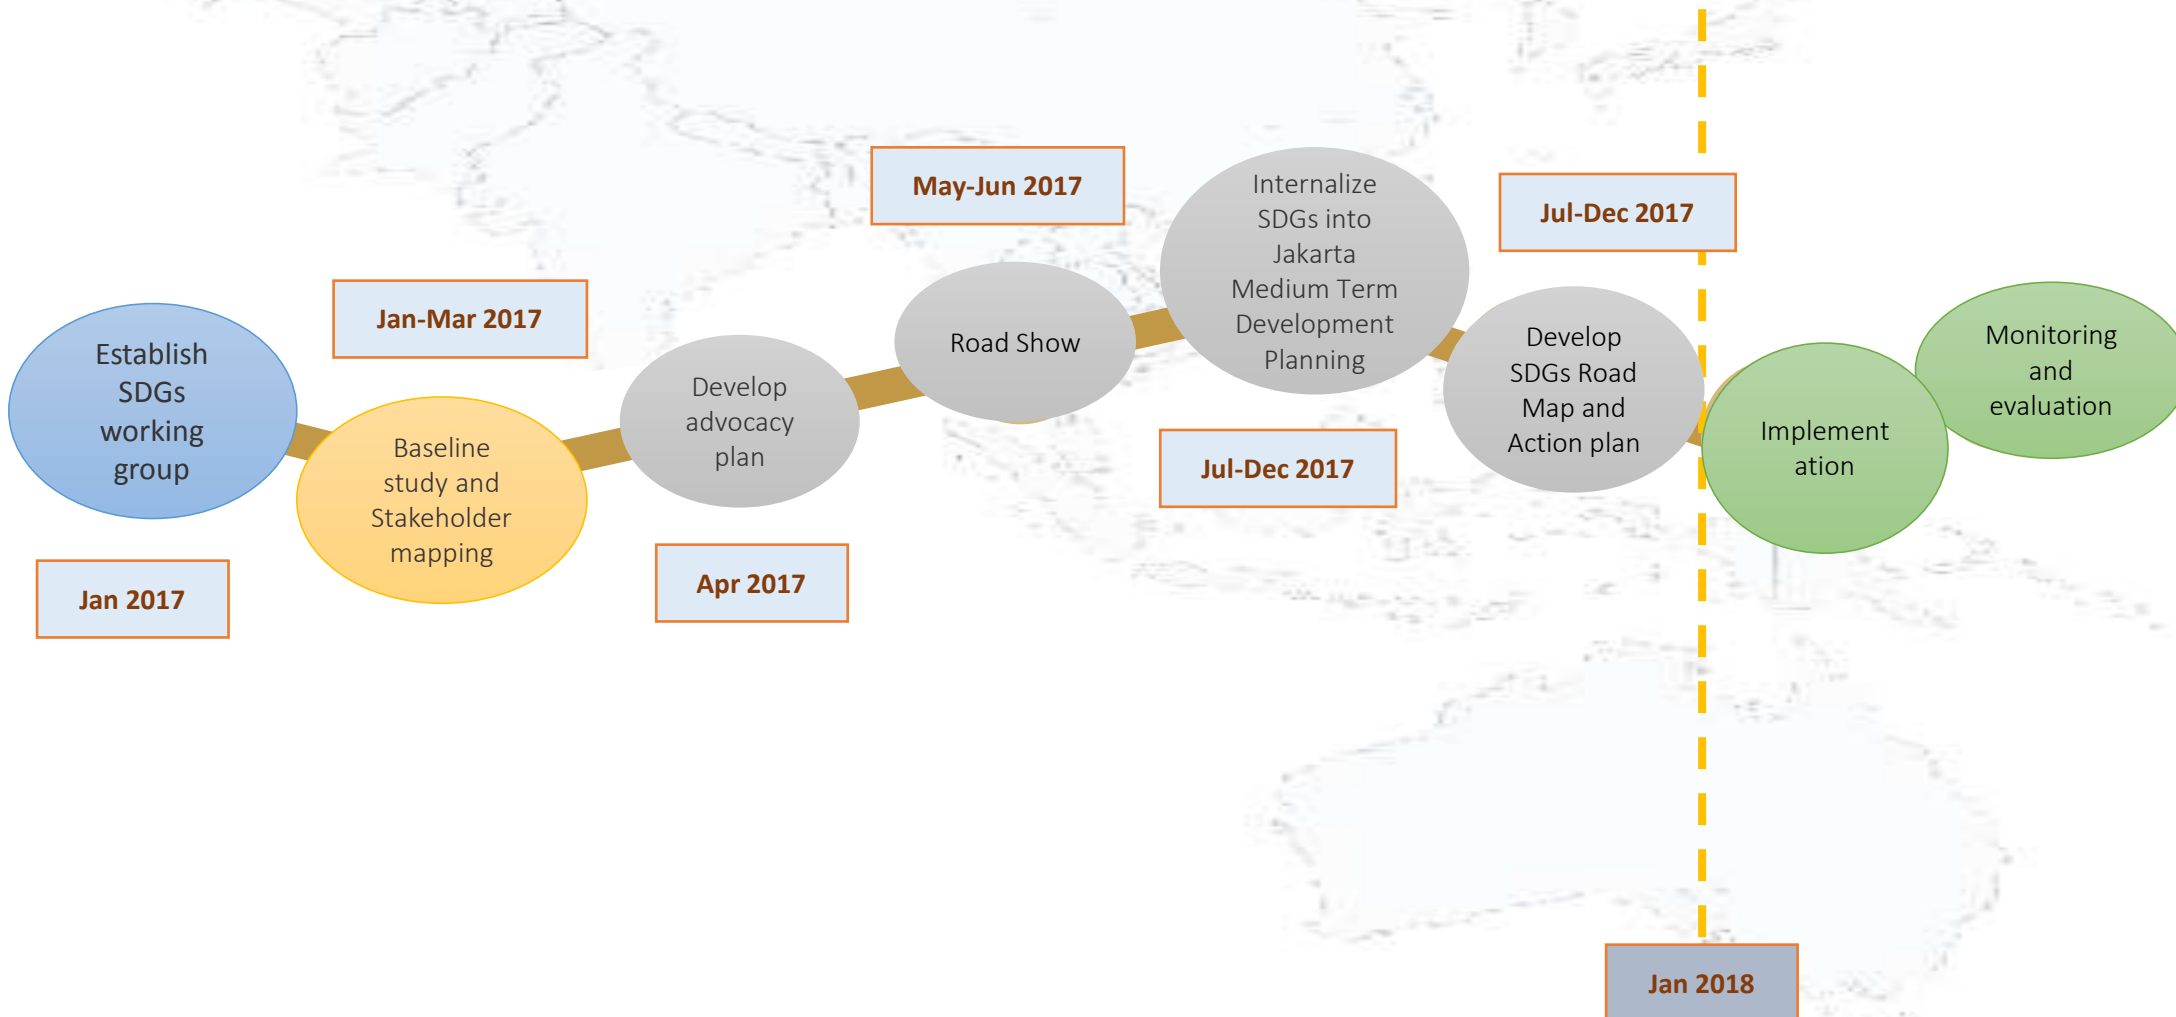 Establish
SDGs
working
group
Jan 2017
Jan-Mar 2017
Baseline
study and
Stakeholder
mapping
Develop
advocacy
plan
Apr 2017
May-Jun 2017
Road Show
Internalize
SDGs into
Jakarta
Medium Term
Development
Planning
Jul-Dec 2017
Jul-Dec 2017
Develop
SDGs Road
Map and
Action plan
Implement
ation
Monitoring
and
evaluation
Jan 2018